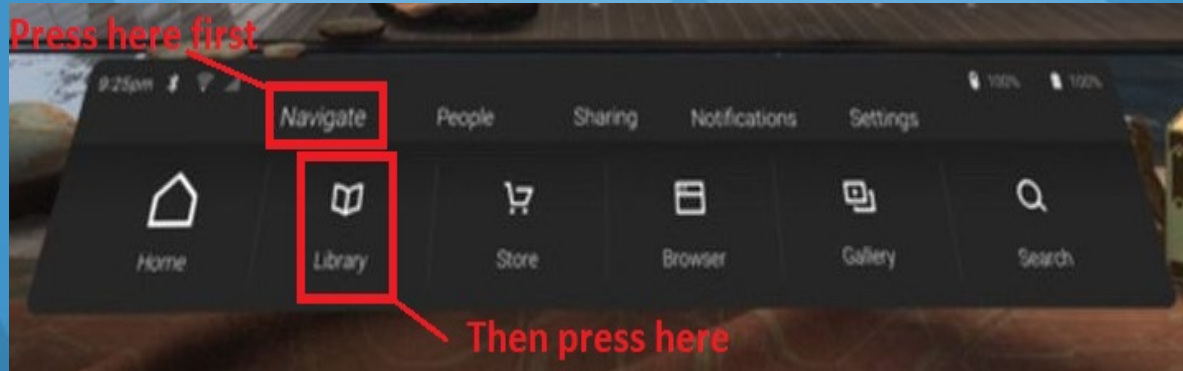 Press here first
9:25pm 100% 100%
Navigate People Sharing Notifications Settings
Home Library Store Browser Gallery Search
Then press here